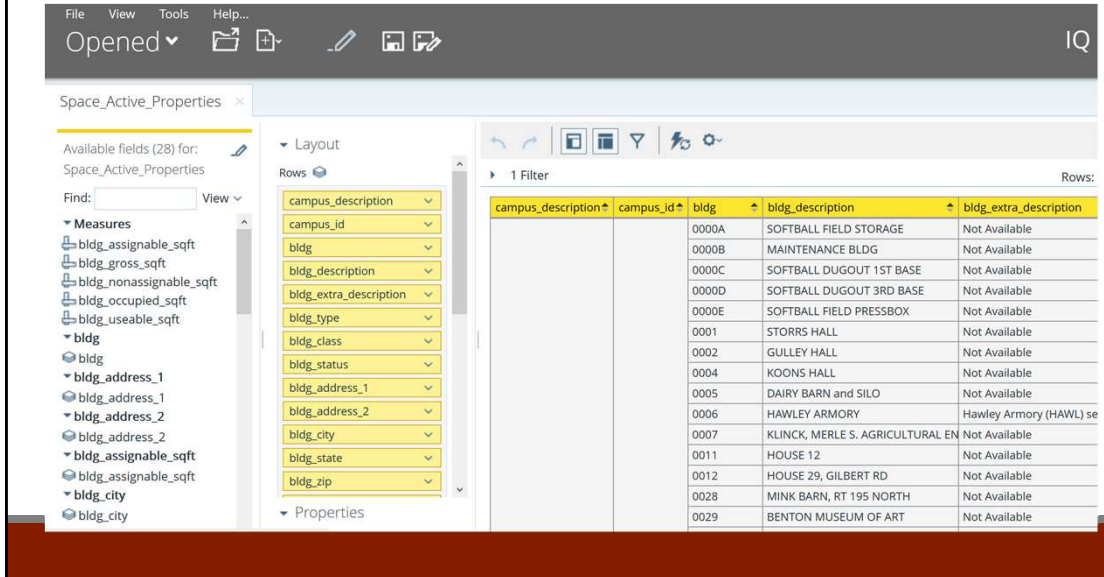 File View Tools Help...
Opened IQ
Space_Active_Properties ×
Available fields (28) for:
Space_Active_Properties
Find: View
Measures
bldg_assignable_sqft
bldg_gross_sqft
bldg_nonassignable_sqft
bldg_occupied_sqft
bldg_useable_sqft
bldg
bldg
bldg_address_1
bldg_address_1
bldg_address_2
bldg_address_2
bldg_assignable_sqft
bldg_assignable_sqft
bldg_city
bldg_city
Layout
Rows
campus_description
campus_id
bldg
bldg_description
bldg_extra_description
bldg_type
bldg_class
bldg_status
bldg_address_1
bldg_address_2
bldg_city
bldg_state
bldg_zip
Properties
1 Filter Rows:
campus_description campus_id bldg bldg_description bldg_extra_description
0000A SOFTBALL FIELD STORAGE Not Available
0000B MAINTENANCE BLDG Not Available
0000C SOFTBALL DUGOUT 1ST BASE Not Available
0000D SOFTBALL DUGOUT 3RD BASE Not Available
0000E SOFTBALL FIELD PRESSBOX Not Available
0001 STORRS HALL Not Available
0002 GULLEY HALL Not Available
0004 KOONS HALL Not Available
0005 DAIRY BARN and SILO Not Available
0006 HAWLEY ARMORY Hawley Armory (HAWL) se
0007 KLINCK, MERLE S. AGRICULTURAL EN Not Available
0011 HOUSE 12 Not Available
0012 HOUSE 29, GILBERT RD Not Available
0028 MINK BARN, RT 195 NORTH Not Available
0029 BENTON MUSEUM OF ART Not Available